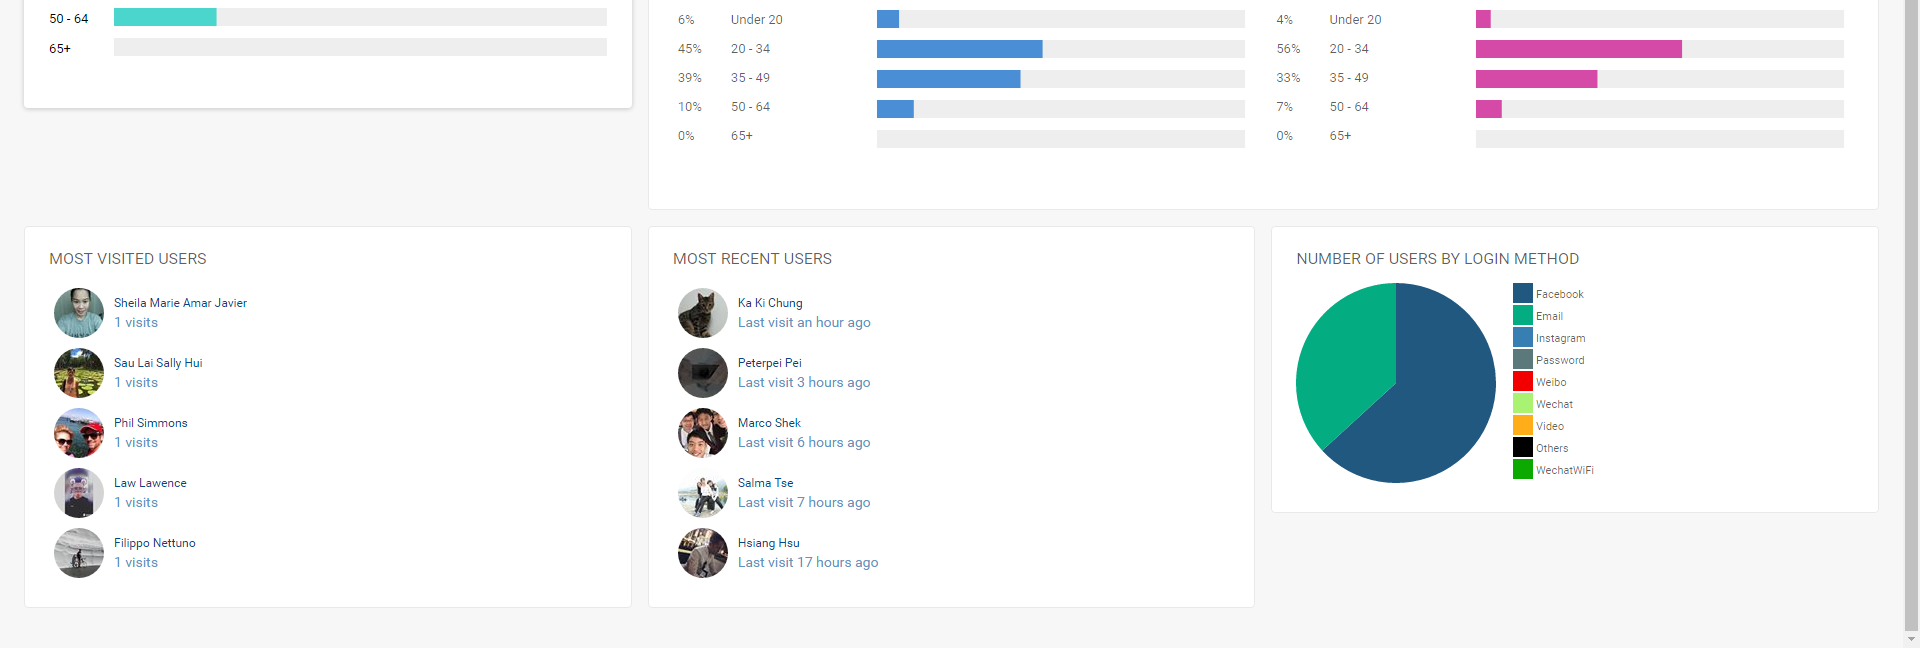 50 - 64
65+
6% Under 20
45% 20 - 34
39% 35 - 49
10% 50 - 64
0% 65+
4% Under 20
56% 20 - 34
33% 35 - 49
7% 50 - 64
0% 65+
MOST VISITED USERS
Sheila Marie Amar Javier
1 visits
Sau Lai Sally Hui
1 visits
Phil Simmons
1 visits
Law Lawence
1 visits
Filippo Nettuno
1 visits
MOST RECENT USERS
Ka Ki Chung
Last visit an hour ago
Peterpei Pei
Last visit 3 hours ago
Marco Shek
Last visit 6 hours ago
Salma Tse
Last visit 7 hours ago
Hsiang Hsu
Last visit 17 hours ago
NUMBER OF USERS BY LOGIN METHOD
Facebook
Email
Instagram
Password
Weibo
Wechat
Video
Others
WechatWiFi